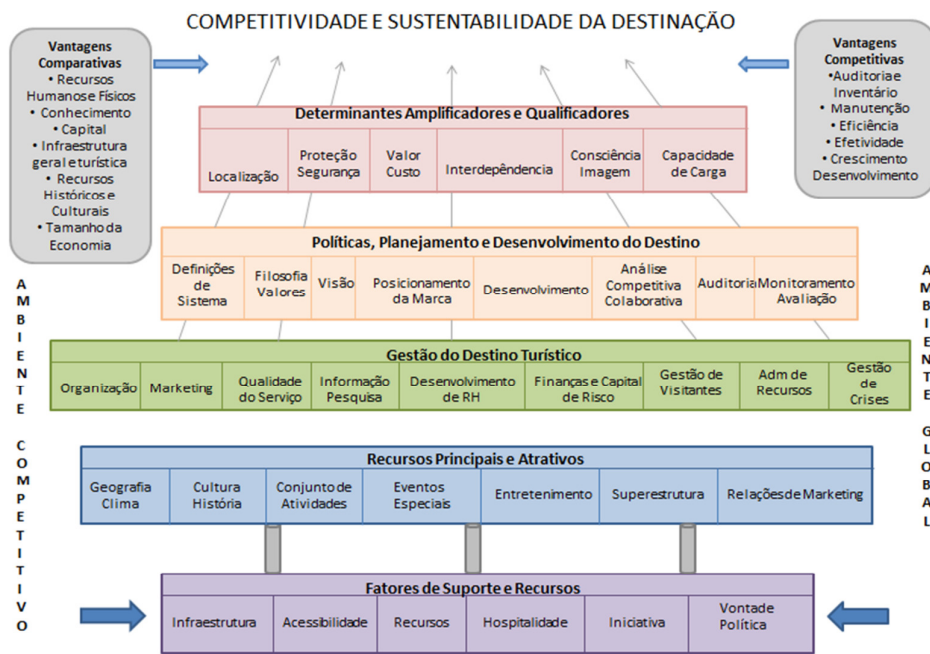 COMPETITIVIDADE E SUSTENTABILIDADE DA DESTINAÇÃO
Vantagens
Comparativas
• Recursos
Humanos e Físicos
• Conhecimento
• Capital
• Infraestrutura
geral e turística
• Recursos
Históricos e
Culturais
• Tamanho da
Economia
Vantagens
Competitivas
• Auditoria e
Inventário
• Manutenção
• Eficiência
• Efetividade
• Crescimento
Desenvolvimento
Determinantes Amplificadores e Qualificadores
Localização
Proteção
Segurança
Valor
Custo
Interdependência
Consciência
Imagem
Capacidade
de Carga
Políticas, Planejamento e Desenvolvimento do Destino
Definições
de Sistema
Filosofia
Valores
Visão
Posicionamento
da Marca
Desenvolvimento
Análise
Competitiva
Colaborativa
Auditoria
Monitoramento
Avaliação
Gestão do Destino Turístico
Organização
Marketing
Qualidade
do Serviço
Informação
Pesquisa
Desenvolvimento
de RH
Finanças e Capital
de Risco
Gestão de
Visitantes
Adm de
Recursos
Gestão
de
Crises
Recursos Principais e Atrativos
Geografia
Clima
Cultura
História
Conjunto de
Atividades
Eventos
Especiais
Entretenimento
Superestrutura
Relações de Marketing
Fatores de Suporte e Recursos
Infraestrutura
Acessibilidade
Recursos
Hospitalidade
Iniciativa
Vontade
Política
AMBIENTE COMPETITIVO
AMBIENTE GLOBAL